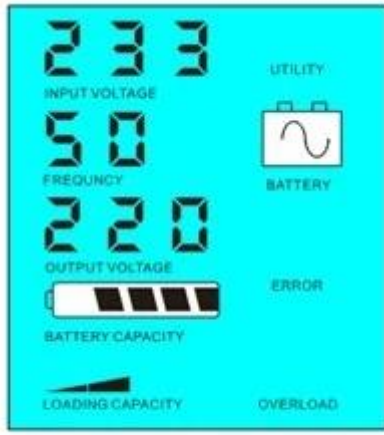 233
UTILITY
INPUT VOLTAGE
50
FREQUNCY
BATTERY
220
OUTPUT VOLTAGE
ERROR
BATTERY CAPACITY
LOADING CAPACITY
OVERLOAD